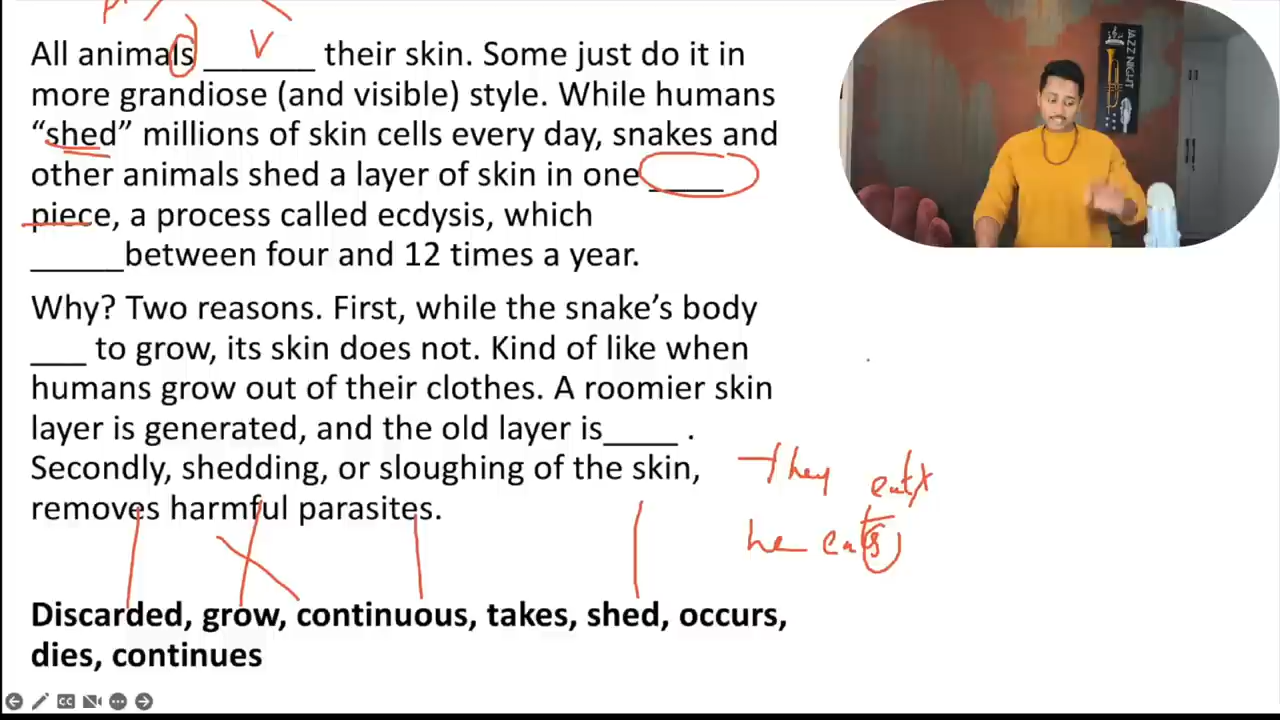 All animals _______ their skin. Some just do it in
more grandiose (and visible) style. While humans
“shed” millions of skin cells every day, snakes and
other animals shed a layer of skin in one _____
piece, a process called ecdysis, which
______between four and 12 times a year.
Why? Two reasons. First, while the snake’s body
____ to grow, its skin does not. Kind of like when
humans grow out of their clothes. A roomier skin
layer is generated, and the old layer is_____ .
Secondly, shedding, or sloughing of the skin,
removes harmful parasites.
Discarded, grow, continuous, takes, shed, occurs,
dies, continues
V
They eat
he eats
JAZZ NIGHT
CC